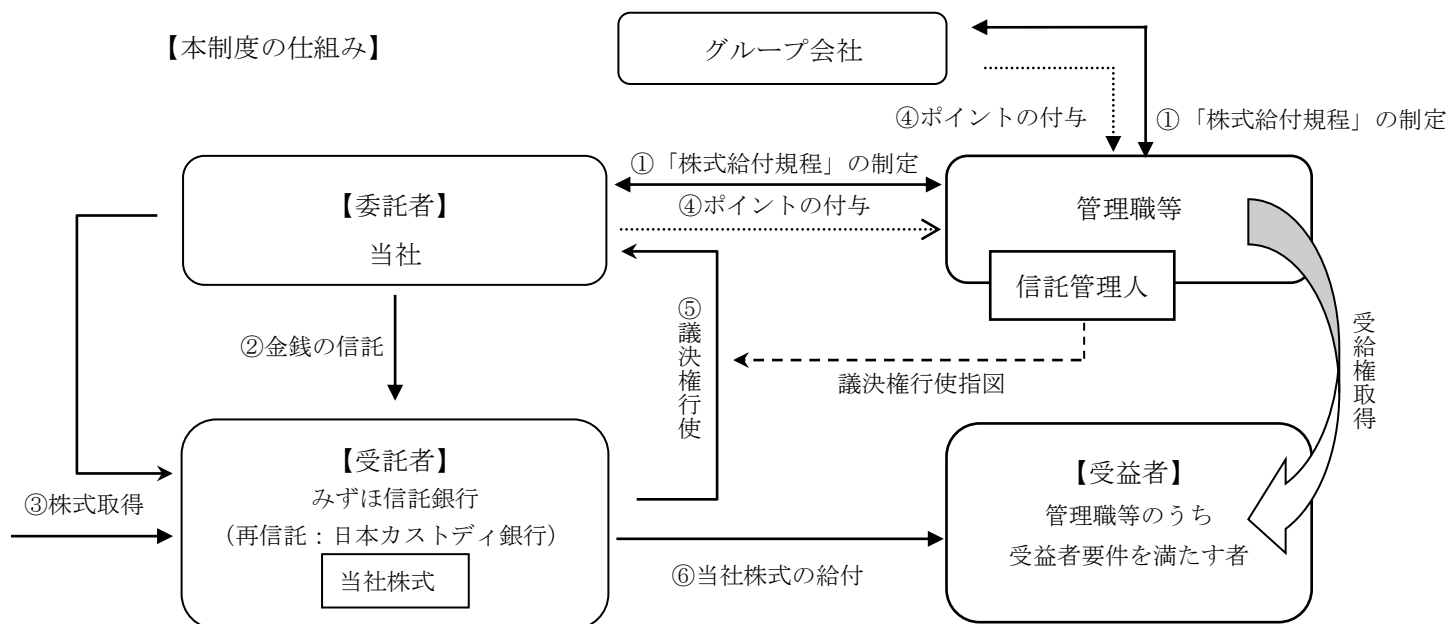 【本制度の仕組み】
グループ会社
④ポイントの付与
①「株式給付規程」の制定
①「株式給付規程」の制定
④ポイントの付与
【委託者】
当社
管理職等
信託管理人
②金銭の信託
⑤議決権行使
議決権行使指図
受給権取得
③株式取得
【受託者】
みずほ信託銀行
(再信託：日本カストディ銀行)
当社株式
⑥当社株式の給付
【受益者】
管理職等のうち
受益者要件を満たす者